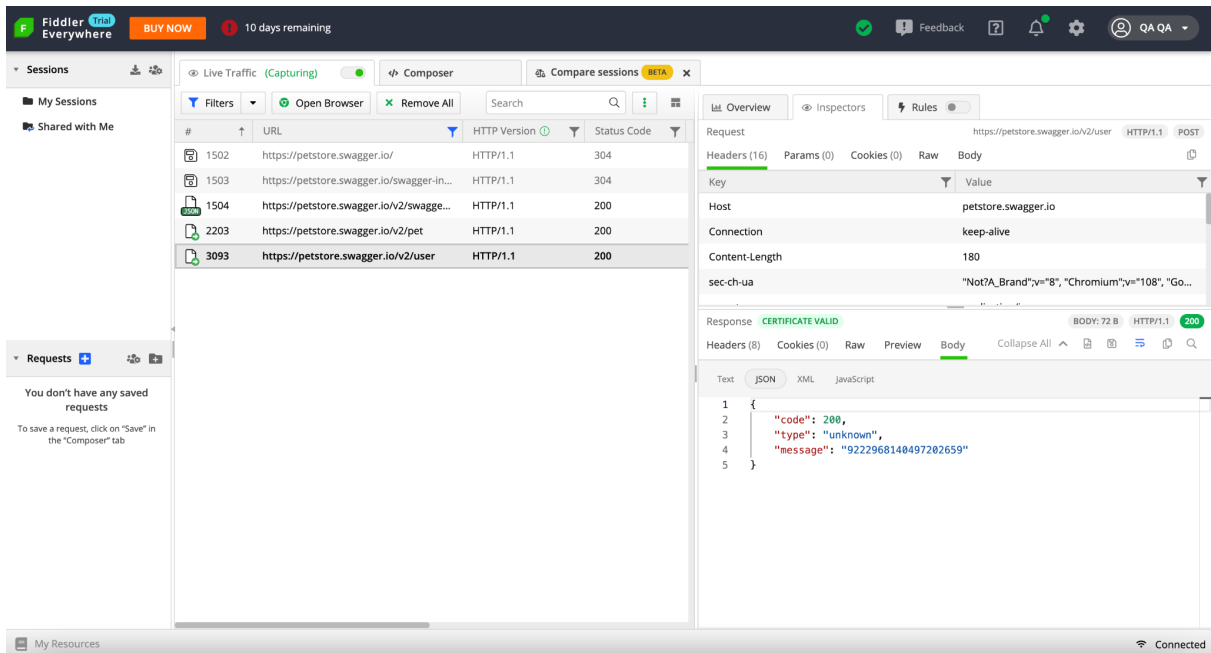 Fiddler Trial
Everywhere
BUY NOW
10 days remaining
Feedback
QA QA
Sessions
My Sessions
Shared with Me
Requests
You don't have any saved
requests
To save a request, click on "Save" in
the "Composer" tab
Live Traffic (Capturing)
Composer
Compare sessions BETA
Filters
Open Browser
Remove All
Search
# URL HTTP Version Status Code
1502 https://petstore.swagger.io/ HTTP/1.1 304
1503 https://petstore.swagger.io/swagger-in... HTTP/1.1 304
JSON 1504 https://petstore.swagger.io/v2/swagge... HTTP/1.1 200
2203 https://petstore.swagger.io/v2/pet HTTP/1.1 200
3093 https://petstore.swagger.io/v2/user HTTP/1.1 200
Overview
Inspectors
Rules
Request https://petstore.swagger.io/v2/user HTTP/1.1 POST
Headers (16) Params (0) Cookies (0) Raw Body
Key Value
Host petstore.swagger.io
Connection keep-alive
Content-Length 180
sec-ch-ua "Not?A_Brand";v="8", "Chromium";v="108", "Go...
Response CERTIFICATE VALID BODY: 72 B HTTP/1.1 200
Headers (8) Cookies (0) Raw Preview Body Collapse All
Text JSON XML JavaScript
1 {
2 "code": 200,
3 "type": "unknown",
4 "message": "9222968140497202659"
5 }
My Resources
Connected